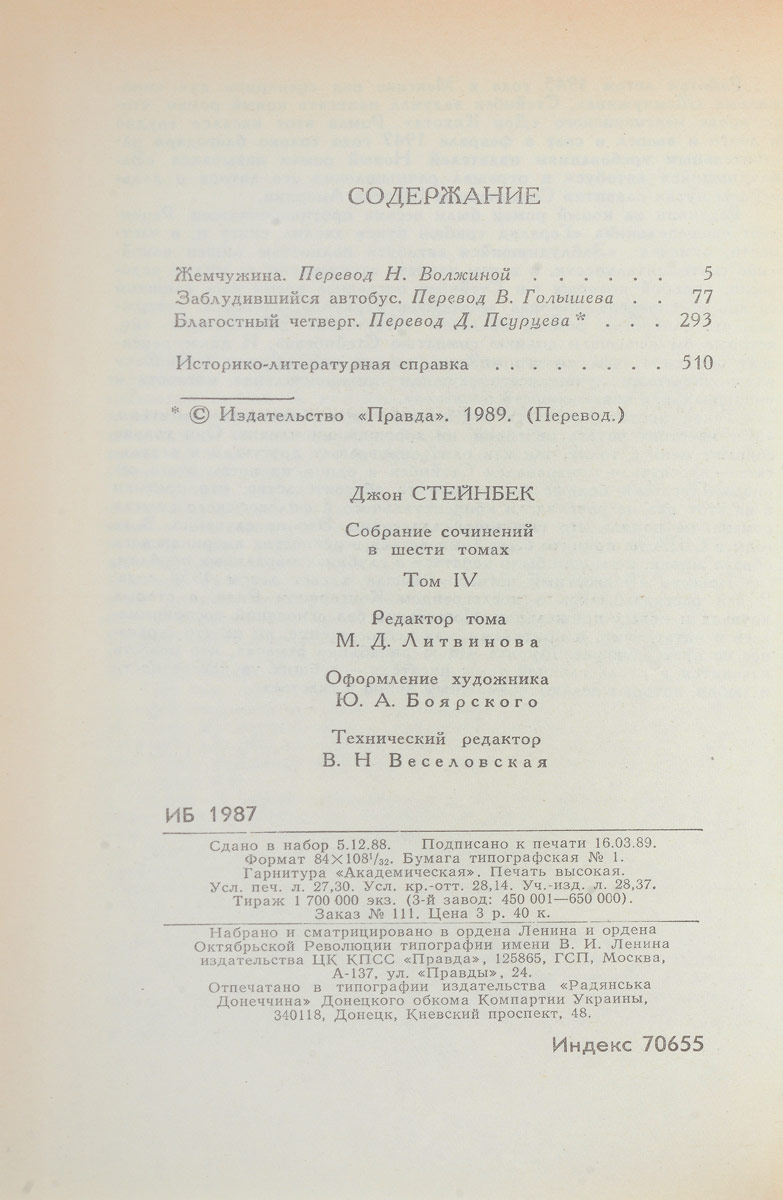 СОДЕРЖАНИЕ
Жемчужина. Перевод Н. Волжиной . . . . . . 5
Заблудившийся автобус. Перевод В. Голышева . . 77
Благостный четверг. Перевод Д. Псурцева * . . . 293
Историко-литературная справка . . . . . . . . 510
* © Издательство «Правда». 1989. (Перевод.)
Джон СТЕЙНБЕК
Собрание сочинений
в шести томах
Том IV
Редактор тома
М. Д. Литвинова
Оформление художника
Ю. А. Боярского
Технический редактор
В. Н Веселовская
ИБ 1987
Сдано в набор 5.12.88. Подписано к печати 16.03.89.
Формат 84×108¹/₃₂. Бумага типографская № 1.
Гарнитура «Академическая». Печать высокая.
Усл. печ. л. 27,30. Усл. кр.-отт. 28,14. Уч.-изд. л. 28,37.
Тираж 1 700 000 экз. (3-й завод: 450 001—650 000).
Заказ № 111. Цена 3 р. 40 к.
Набрано и сматрицировано в ордена Ленина и ордена
Октябрьской Революции типографии имени В. И. Ленина
издательства ЦК КПСС «Правда», 125865, ГСП, Москва,
А-137, ул. «Правды», 24.
Отпечатано в типографии издательства «Радянська
Донеччина» Донецкого обкома Компартии Украины,
340118, Донецк, Киевский проспект, 48.
Индекс 70655